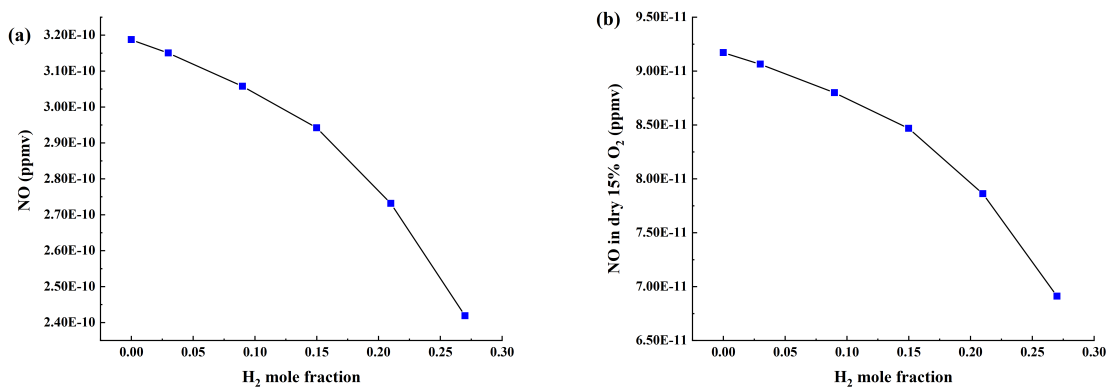 (a)
NO (ppmv)
3.20E-10
3.10E-10
3.00E-10
2.90E-10
2.80E-10
2.70E-10
2.60E-10
2.50E-10
2.40E-10
0.00 0.05 0.10 0.15 0.20 0.25 0.30
H₂ mole fraction
(b)
NO in dry 15% O₂ (ppmv)
9.50E-11
9.00E-11
8.50E-11
8.00E-11
7.50E-11
7.00E-11
6.50E-11
0.00 0.05 0.10 0.15 0.20 0.25 0.30
H₂ mole fraction